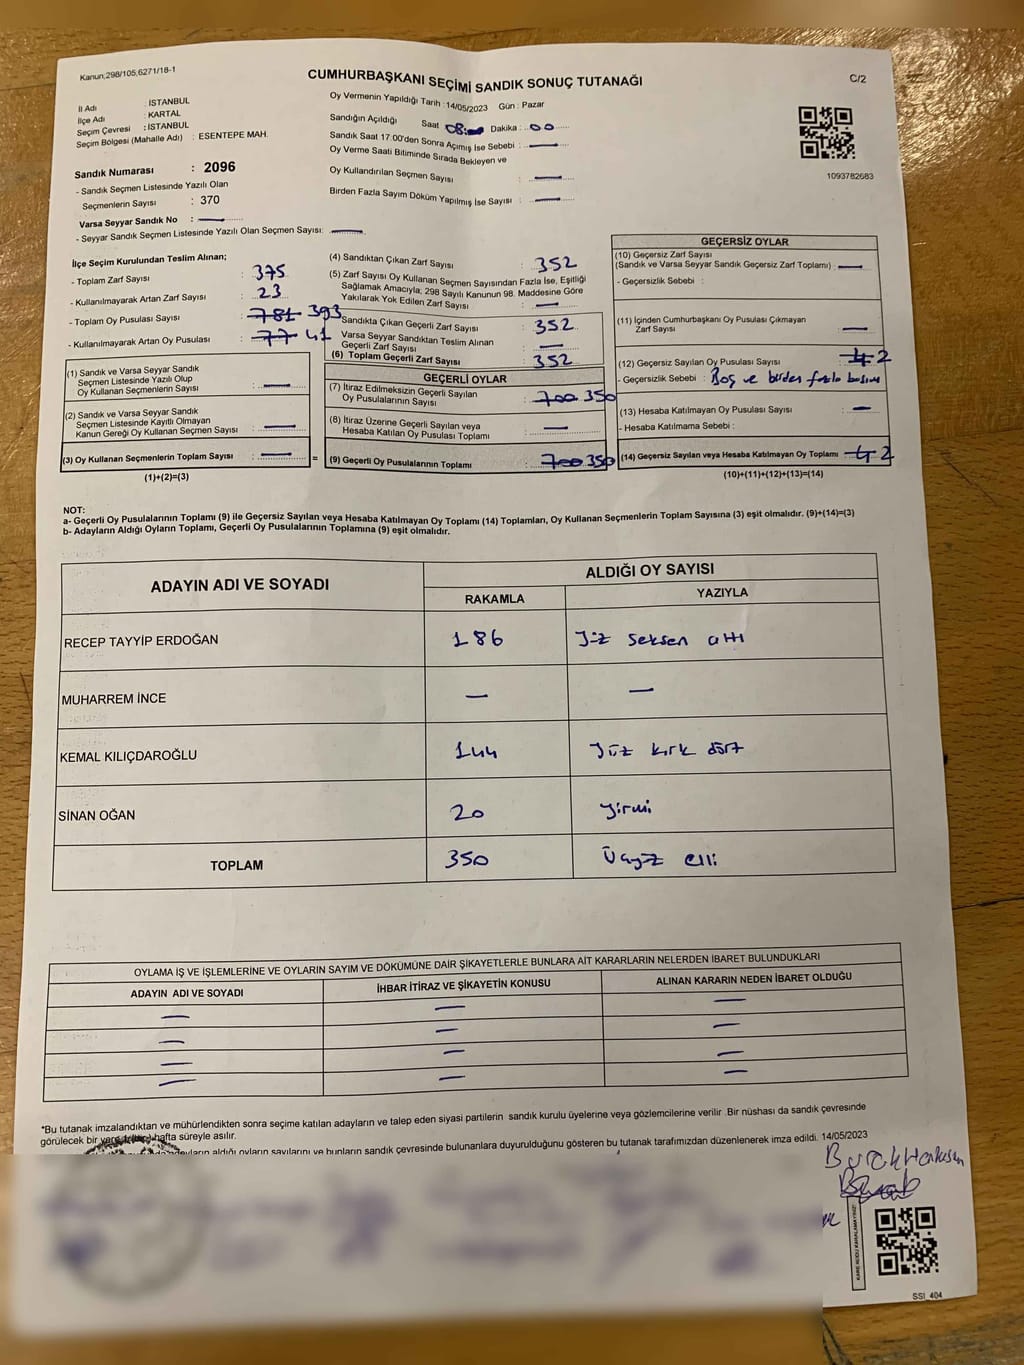 Kanun;298/105,6271/18-1
CUMHURBAŞKANI SEÇİMİ SANDIK SONUÇ TUTANAĞI
C/2
İl Adı : İSTANBUL
İlçe Adı : KARTAL
Seçim Çevresi : İSTANBUL
Seçim Bölgesi (Mahalle Adı) : ESENTEPE MAH.
Sandık Numarası : 2096
- Sandık Seçmen Listesinde Yazılı Olan
Seçmenlerin Sayısı : 370
Varsa Seyyar Sandık No : —
- Seyyar Sandık Seçmen Listesinde Yazılı Olan Seçmen Sayısı: —
Oy Vermenin Yapıldığı Tarih :14/05/2023 Gün : Pazar
Sandığın Açıldığı Saat 08:00 Dakika : 00
Sandık Saat 17:00'den Sonra Açımış İse Sebebi : —
Oy Verme Saati Bitiminde Sırada Bekleyen ve
Oy Kullandırılan Seçmen Sayısı : —
Birden Fazla Sayım Döküm Yapılmış İse Sayısı : —
1093782683
İlçe Seçim Kurulundan Teslim Alınan;
- Toplam Zarf Sayısı : 375
- Kullanılmayarak Artan Zarf Sayısı : 23
- Toplam Oy Pusulası Sayısı : 781 393
- Kullanılmayarak Artan Oy Pusulası : 77 41
(1) Sandık ve Varsa Seyyar Sandık
Seçmen Listesinde Yazılı Olup
Oy Kullanan Seçmenlerin Sayısı : —
(2) Sandık ve Varsa Seyyar Sandık
Seçmen Listesinde Kayıtlı Olmayan
Kanun Gereği Oy Kullanan Seçmen Sayısı : —
(3) Oy Kullanan Seçmenlerin Toplam Sayısı : — =
(1)+(2)=(3)
(4) Sandıktan Çıkan Zarf Sayısı : 352
(5) Zarf Sayısı Oy Kullanan Seçmen Sayısından Fazla İse, Eşitliği
Sağlamak Amacıyla; 298 Sayılı Kanunun 98. Maddesine Göre
Yakılarak Yok Edilen Zarf Sayısı : —
Sandıkta Çıkan Geçerli Zarf Sayısı : 352
Varsa Seyyar Sandıktan Teslim Alınan
Geçerli Zarf Sayısı : —
(6) Toplam Geçerli Zarf Sayısı : 352
GEÇERLİ OYLAR
(7) İtiraz Edilmeksizin Geçerli Sayılan
Oy Pusulalarının Sayısı : 700 350
(8) İtiraz Üzerine Geçerli Sayılan veya
Hesaba Katılan Oy Pusulası Toplamı : —
(9) Geçerli Oy Pusulalarının Toplamı : 700 350
GEÇERSİZ OYLAR
(10) Geçersiz Zarf Sayısı
(Sandık ve Varsa Seyyar Sandık Geçersiz Zarf Toplamı) : —
- Geçersizlik Sebebi :
(11) İçinden Cumhurbaşkanı Oy Pusulası Çıkmayan
Zarf Sayısı : —
(12) Geçersiz Sayılan Oy Pusulası Sayısı : 4 2
- Geçersizlik Sebebi : Boş ve birden fazla basım
(13) Hesaba Katılmayan Oy Pusulası Sayısı : —
- Hesaba Katılmama Sebebi :
(14) Geçersiz Sayılan veya Hesaba Katılmayan Oy Toplamı : 4 2
(10)+(11)+(12)+(13)=(14)
NOT:
a- Geçerli Oy Pusulalarının Toplamı (9) ile Geçersiz Sayılan veya Hesaba Katılmayan Oy Toplamı (14) Toplamları, Oy Kullanan Seçmenlerin Toplam Sayısına (3) eşit olmalıdır. (9)+(14)=(3)
b- Adayların Aldığı Oyların Toplamı, Geçerli Oy Pusulalarının Toplamına (9) eşit olmalıdır.
ADAYIN ADI VE SOYADI ALDIĞI OY SAYISI
RAKAMLA YAZIYLA
RECEP TAYYİP ERDOĞAN 186 Yüz seksen altı
MUHARREM İNCE — —
KEMAL KILIÇDAROĞLU 144 Yüz kırk dört
SİNAN OĞAN 20 yirmi
TOPLAM 350 Üçyüz elli
OYLAMA İŞ VE İŞLEMLERİNE VE OYLARIN SAYIM VE DÖKÜMÜNE DAİR ŞİKAYETLERLE BUNLARA AİT KARARLARIN NELERDEN İBARET BULUNDUKLARI
ADAYIN ADI VE SOYADI İHBAR İTİRAZ VE ŞİKAYETİN KONUSU ALINAN KARARIN NEDEN İBARET OLDUĞU
— — —
— — —
— — —
— — —
*Bu tutanak imzalandıktan ve mühürlendikten sonra seçime katılan adayların ve talep eden siyasi partilerin sandık kurulu üyelerine veya gözlemcilerine verilir .Bir nüshası da sandık çevresinde
görülecek bir yere bir hafta süreyle asılır.
aldığı oyların sayılarını ve bunların sandık çevresinde bulunanlara duyurulduğunu gösteren bu tutanak tarafımızdan düzenlenerek imza edildi. 14/05/2023
Burak
KARE KODU KARALAMAYINIZ!
SSI_404